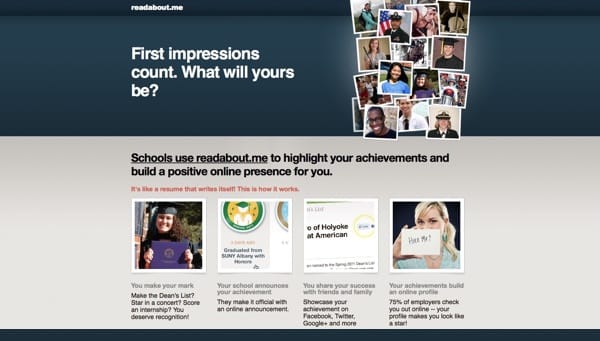 readabout.me
First impressions
count. What will yours
be?
Schools use readabout.me to highlight your achievements and
build a positive online presence for you.
It's like a resume that writes itself! This is how it works.
Graduated from
SUNY Albany with
Honors
o of Holyoke
at American
Hire Me!
You make your mark
Make the Dean's List?
Star in a concert? Score
an internship? You
deserve recognition!
Your school announces
your achievement
They make it official with
an online announcement.
You share your success
with friends and family
Showcase your
achievement on
Facebook, Twitter,
Google+ and more
Your achievements build
an online profile
75% of employers check
you out online -- your
profile makes you look like
a star!